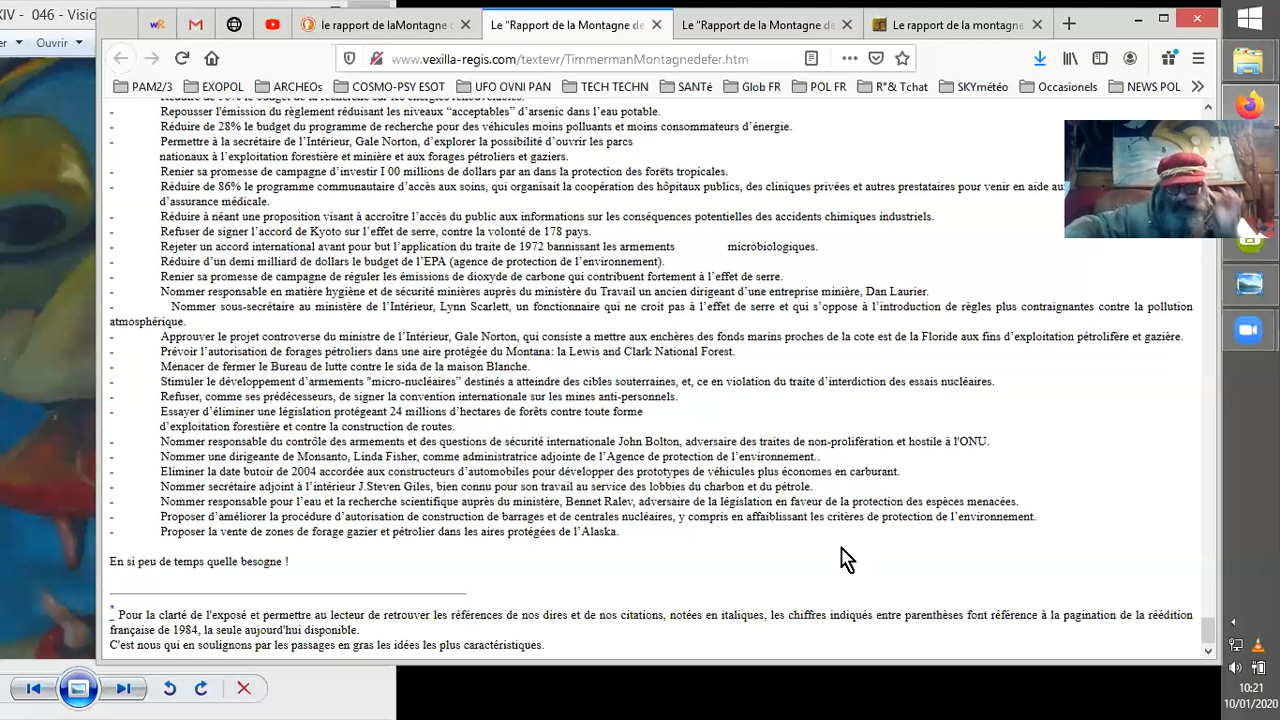 XIV - 046 - Visio
Ouvrir
le rapport de laMontagne d
Le "Rapport de la Montagne de
Le "Rapport de la Montagne de
Le rapport de la montagne
www.vexilla-regis.com/textevr/TimmermanMontagnedefer.htm
PAM2/3 EXOPOL ARCHEOs COSMO-PSY ESOT UFO OVNI PAN TECH TECHN SANTé Glob FR POL FR R°& Tchat SKYmétéo Occasionels NEWS POL
- Repousser l'émission du règlement réduisant les niveaux “acceptables” d’arsenic dans l’eau potable.
- Réduire de 28% le budget du programme de recherche pour des véhicules moins polluants et moins consommateurs d’énergie.
- Permettre à la secrétaire de l’Intérieur, Gale Norton, d’explorer la possibilité d’ouvrir les parcs
nationaux à l’exploitation forestière et minière et aux forages pétroliers et gaziers.
- Renier sa promesse de campagne d’investir I 00 millions de dollars par an dans la protection des forêts tropicales.
- Réduire de 86% le programme communautaire d’accès aux soins, qui organisait la coopération des hôpitaux publics, des cliniques privées et autres prestataires pour venir en aide aux
d’assurance médicale.
- Réduire à néant une proposition visant à accroître l’accès du public aux informations sur les conséquences potentielles des accidents chimiques industriels.
- Refuser de signer l’accord de Kyoto sur l’effet de serre, contre la volonté de 178 pays.
- Rejeter un accord international avant pour but l’application du traite de 1972 bannissant les armements microbiologiques.
- Réduire d’un demi milliard de dollars le budget de l’EPA (agence de protection de l’environnement).
- Renier sa promesse de campagne de réguler les émissions de dioxyde de carbone qui contribuent fortement à l’effet de serre.
- Nommer responsable en matière hygiène et de sécurité minières auprès du ministère du Travail un ancien dirigeant d’une entreprise minière, Dan Laurier.
- Nommer sous-secrétaire au ministère de l’Intérieur, Lynn Scarlett, un fonctionnaire qui ne croit pas à l’effet de serre et qui s’oppose à l’introduction de règles plus contraignantes contre la pollution
atmosphérique.
- Approuver le projet controverse du ministre de l’Intérieur, Gale Norton, qui consiste a mettre aux enchères des fonds marins proches de la cote est de la Floride aux fins d’exploitation pétrolifère et gazière.
- Prévoir l’autorisation de forages pétroliers dans une aire protégée du Montana: la Lewis and Clark National Forest.
- Menacer de fermer le Bureau de lutte contre le sida de la maison Blanche.
- Stimuler le développement d’armements "micro-nucléaires” destinés a atteindre des cibles souterraines, et, ce en violation du traite d’interdiction des essais nucléaires.
- Refuser, comme ses prédécesseurs, de signer la convention internationale sur les mines anti-personnels.
- Essayer d’éliminer une législation protégeant 24 millions d’hectares de forêts contre toute forme
d’exploitation forestière et contre la construction de routes.
- Nommer responsable du contrôle des armements et des questions de sécurité internationale John Bolton, adversaire des traites de non-prolifération et hostile à l'ONU.
- Nommer une dirigeante de Monsanto, Linda Fisher, comme administratrice adjointe de l’Agence de protection de l’environnement..
- Eliminer la date butoir de 2004 accordée aux constructeurs d’automobiles pour développer des prototypes de véhicules plus économes en carburant.
- Nommer secrétaire adjoint à l’intérieur J.Steven Giles, bien connu pour son travail au service des lobbies du charbon et du pétrole.
- Nommer responsable pour l’eau et la recherche scientifique auprès du ministère, Bennet Ralev, adversaire de la législation en faveur de la protection des espèces menacées.
- Proposer d’améliorer la procédure d’autorisation de construction de barrages et de centrales nucléaires, y compris en affaiblissant les critères de protection de l’environnement.
- Proposer la vente de zones de forage gazier et pétrolier dans les aires protégées de l’Alaska.
En si peu de temps quelle besogne !
* Pour la clarté de l'exposé et permettre au lecteur de retrouver les références de nos dires et de nos citations, notées en italiques, les chiffres indiqués entre parenthèses font référence à la pagination de la réédition
française de 1984, la seule aujourd'hui disponible.
C'est nous qui en soulignons par les passages en gras les idées les plus caractéristiques.
10:21
10/01/2020